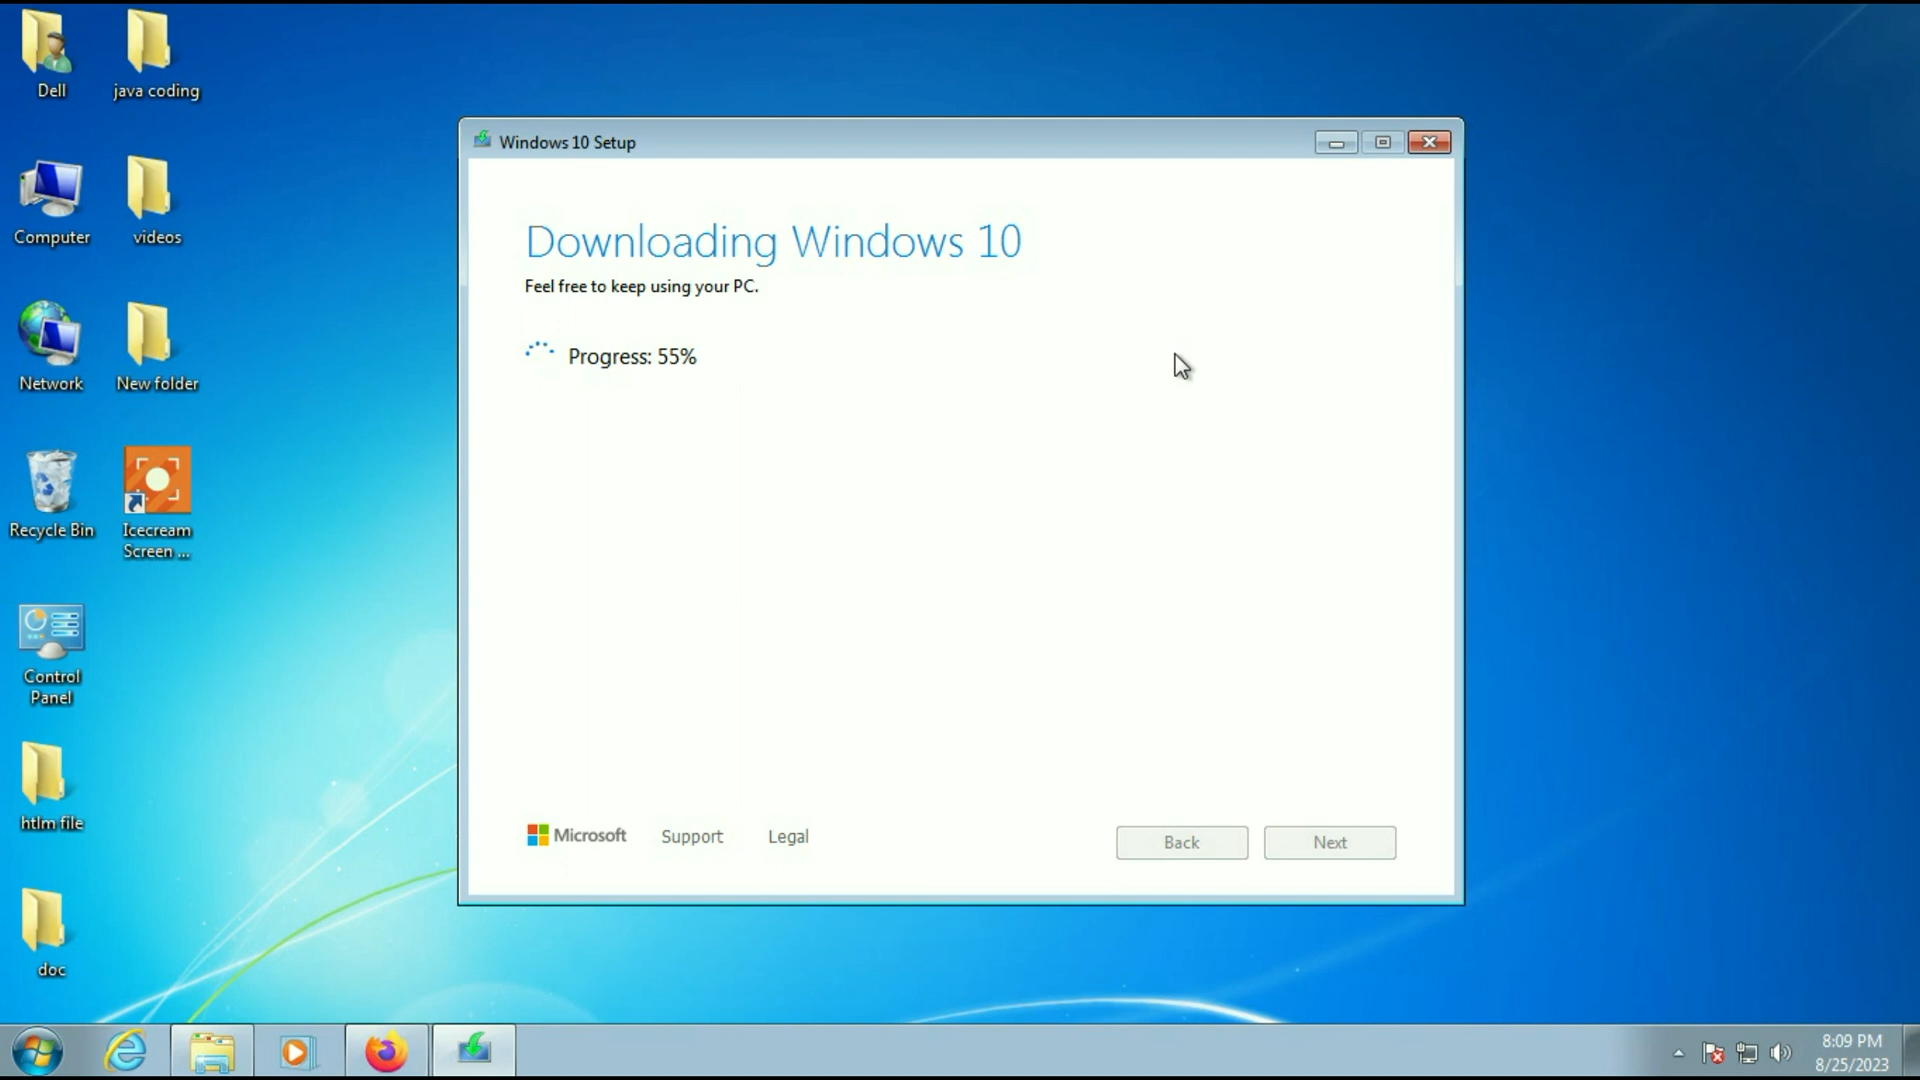 Dell
java coding
Computer
videos
Network
New folder
Recycle Bin
Icecream
Screen ...
Control
Panel
htlm file
doc
Windows 10 Setup
Downloading Windows 10
Feel free to keep using your PC.
Progress: 55%
Microsoft
Support
Legal
Back
Next
8:09 PM
8/25/2023